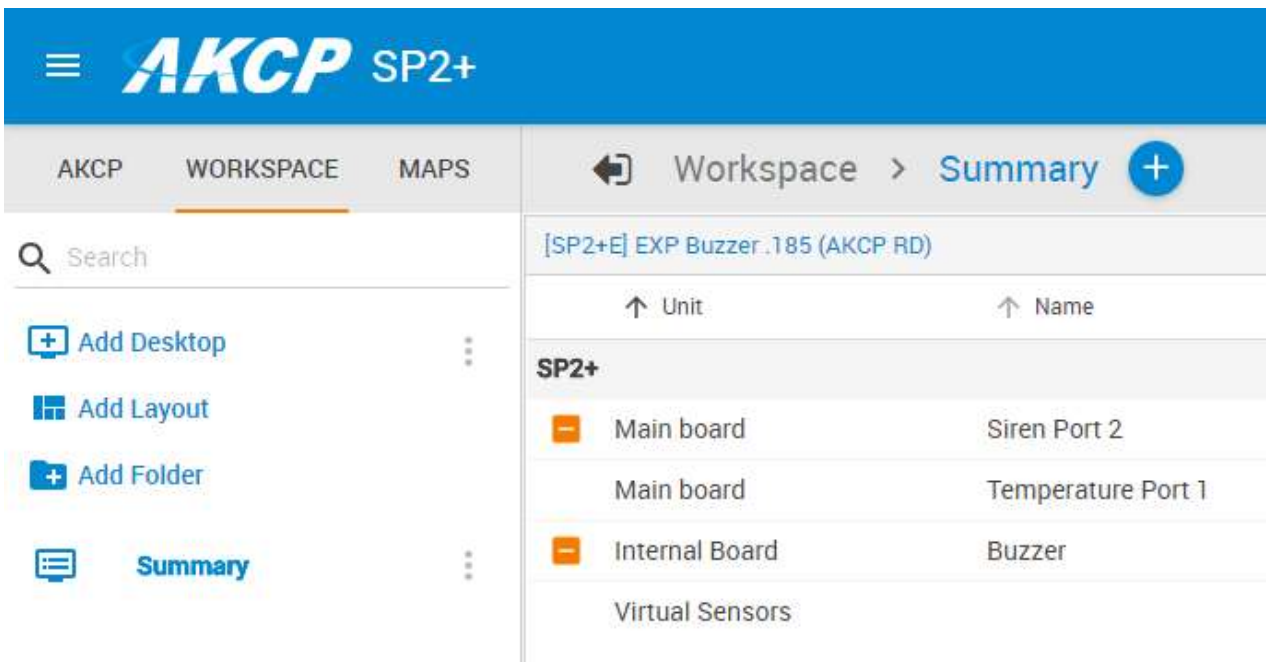 AKCP SP2+
AKCP WORKSPACE MAPS
Workspace > Summary
Search
Add Desktop
Add Layout
Add Folder
Summary
[SP2+E] EXP Buzzer .185 (AKCP RD)
Unit Name
SP2+
Main board Siren Port 2
Main board Temperature Port 1
Internal Board Buzzer
Virtual Sensors